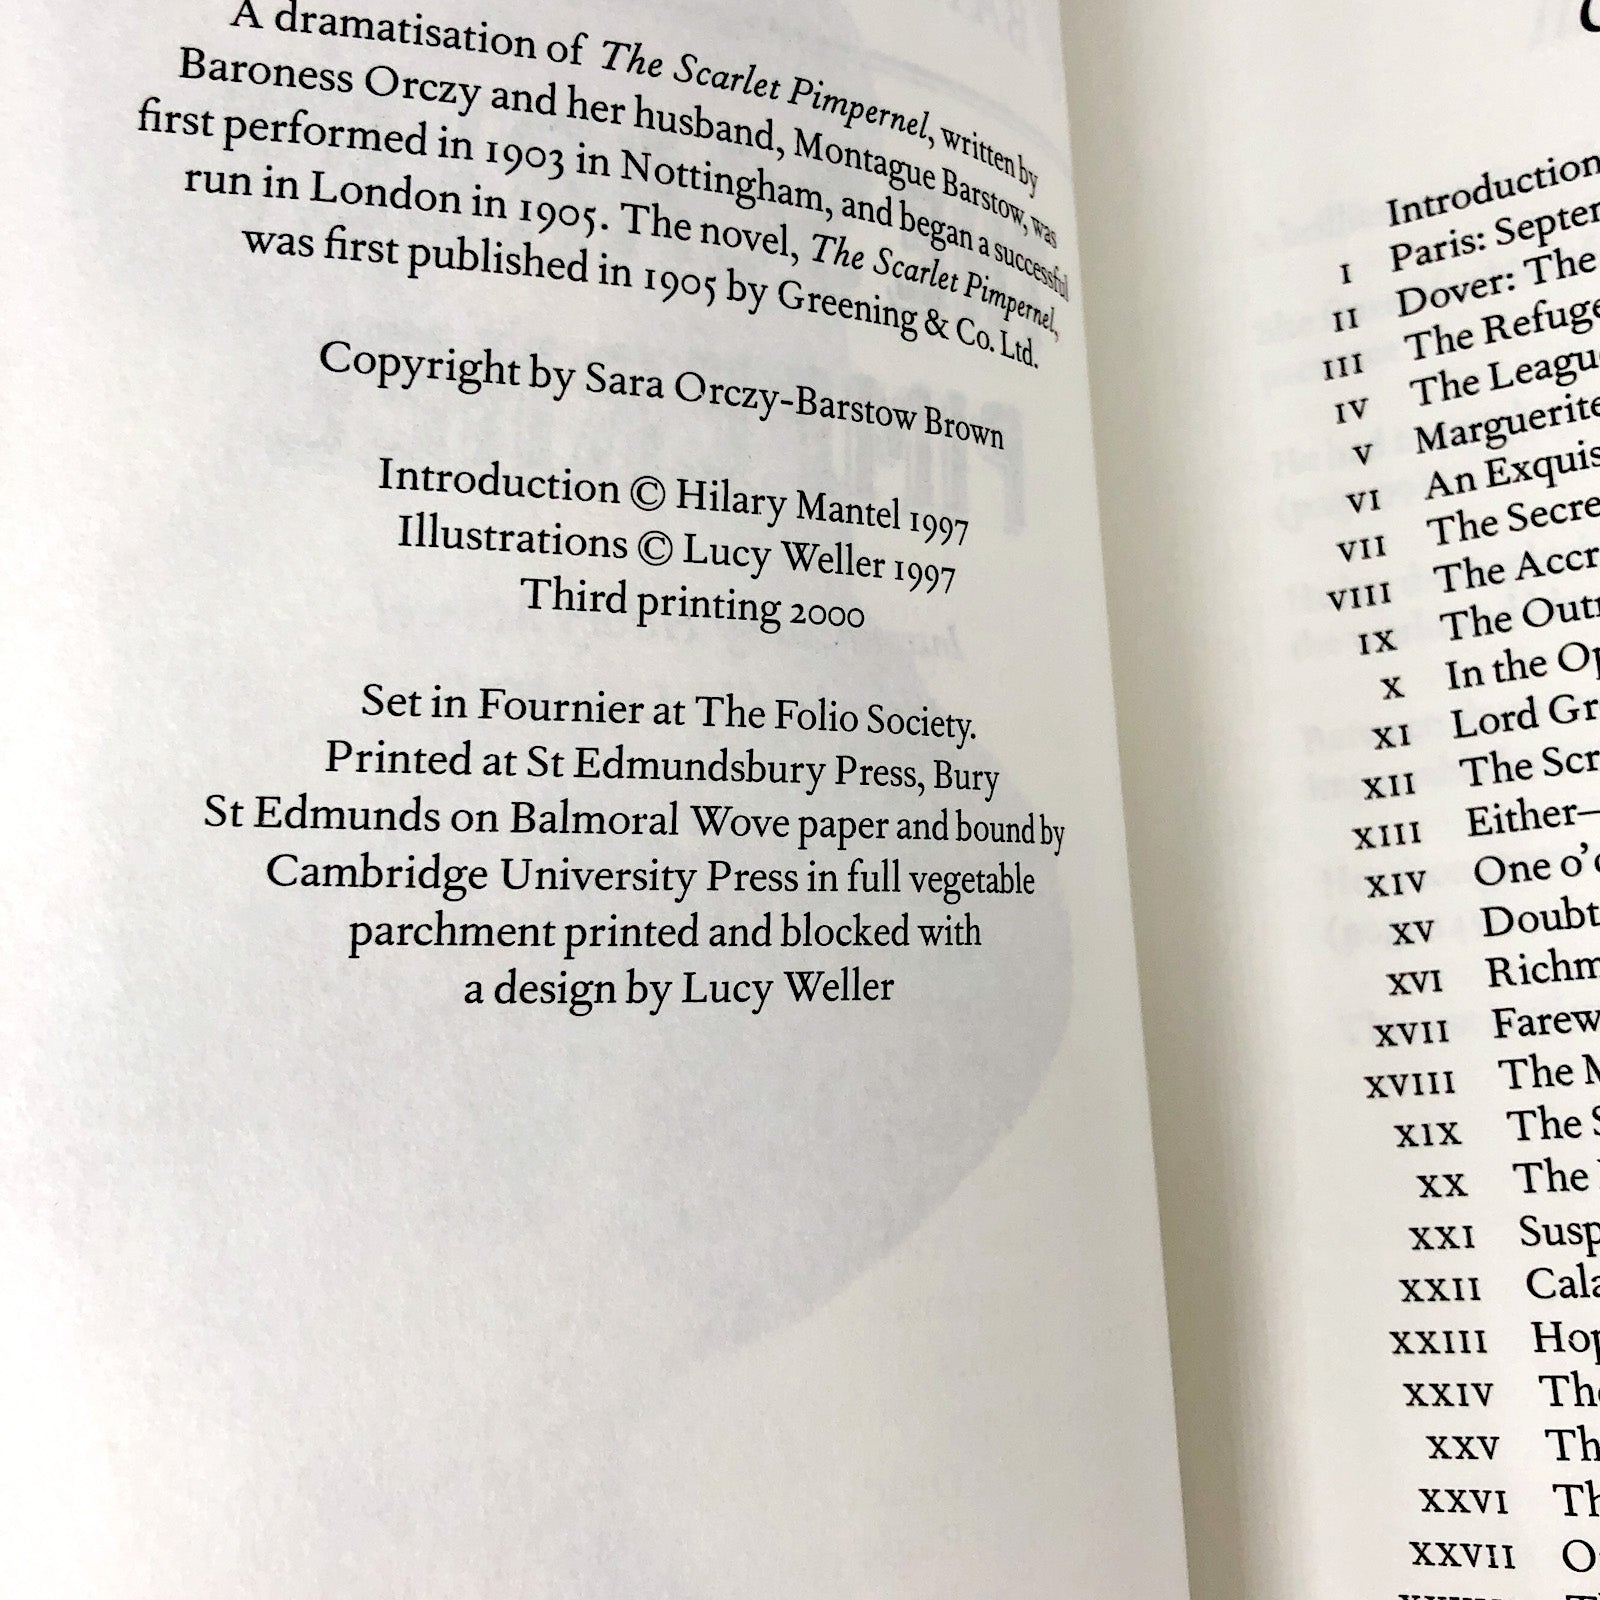 A dramatisation of The Scarlet Pimpernel, written by
Baroness Orczy and her husband, Montague Barstow, was
first performed in 1903 in Nottingham, and began a successful
run in London in 1905. The novel, The Scarlet Pimpernel,
was first published in 1905 by Greening & Co. Ltd.
Copyright by Sara Orczy-Barstow Brown
Introduction © Hilary Mantel 1997
Illustrations © Lucy Weller 1997
Third printing 2000
Set in Fournier at The Folio Society.
Printed at St Edmundsbury Press, Bury
St Edmunds on Balmoral Wove paper and bound by
Cambridge University Press in full vegetable
parchment printed and blocked with
a design by Lucy Weller
Introduction
I Paris: Septem
II Dover: The
III The Refuge
IV The Leagu
V Marguerite
VI An Exquis
VII The Secre
VIII The Accr
IX The Out
X In the Op
XI Lord Gr
XII The Scr
XIII Either—
XIV One o'c
XV Doubt
XVI Richm
XVII Farew
XVIII The M
XIX The S
XX The
XXI Susp
XXII Cala
XXIII Hop
XXIV The
XXV Th
XXVI Th
XXVII O